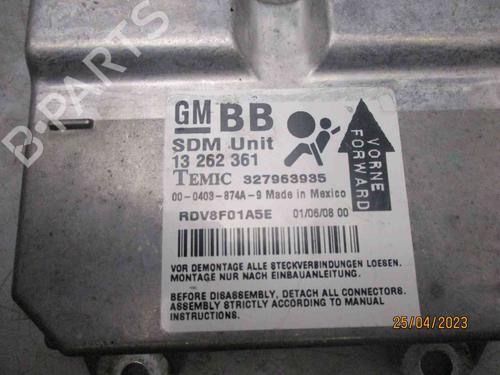 B-PARTS
GM BB
SDM Unit
13 262 361
TEMIC 327963935
00-0403-874A-9 Made in Mexico
RDV8F01A5E 01/06/08 00
VORNE
FORWARD
VOR DEMONTAGE ALLE STECKVERBINDUNGEN LOESEN.
MONTAGE NUR NACH EINBAUANLEITUNG.
BEFORE DISASSEMBLY, DETACH ALL CONNECTORS.
ASSEMBLY STRICTLY ACCORDING TO MANUAL
INSTRUCTIONS.
25/04/2023